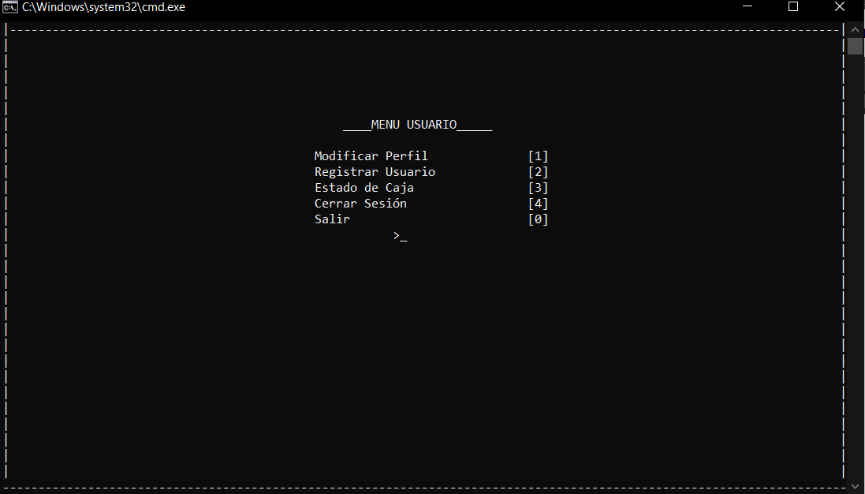 C:\Windows\system32\cmd.exe
____MENU USUARIO_____
Modificar Perfil [1]
Registrar Usuario [2]
Estado de Caja [3]
Cerrar Sesión [4]
Salir [0]
>_